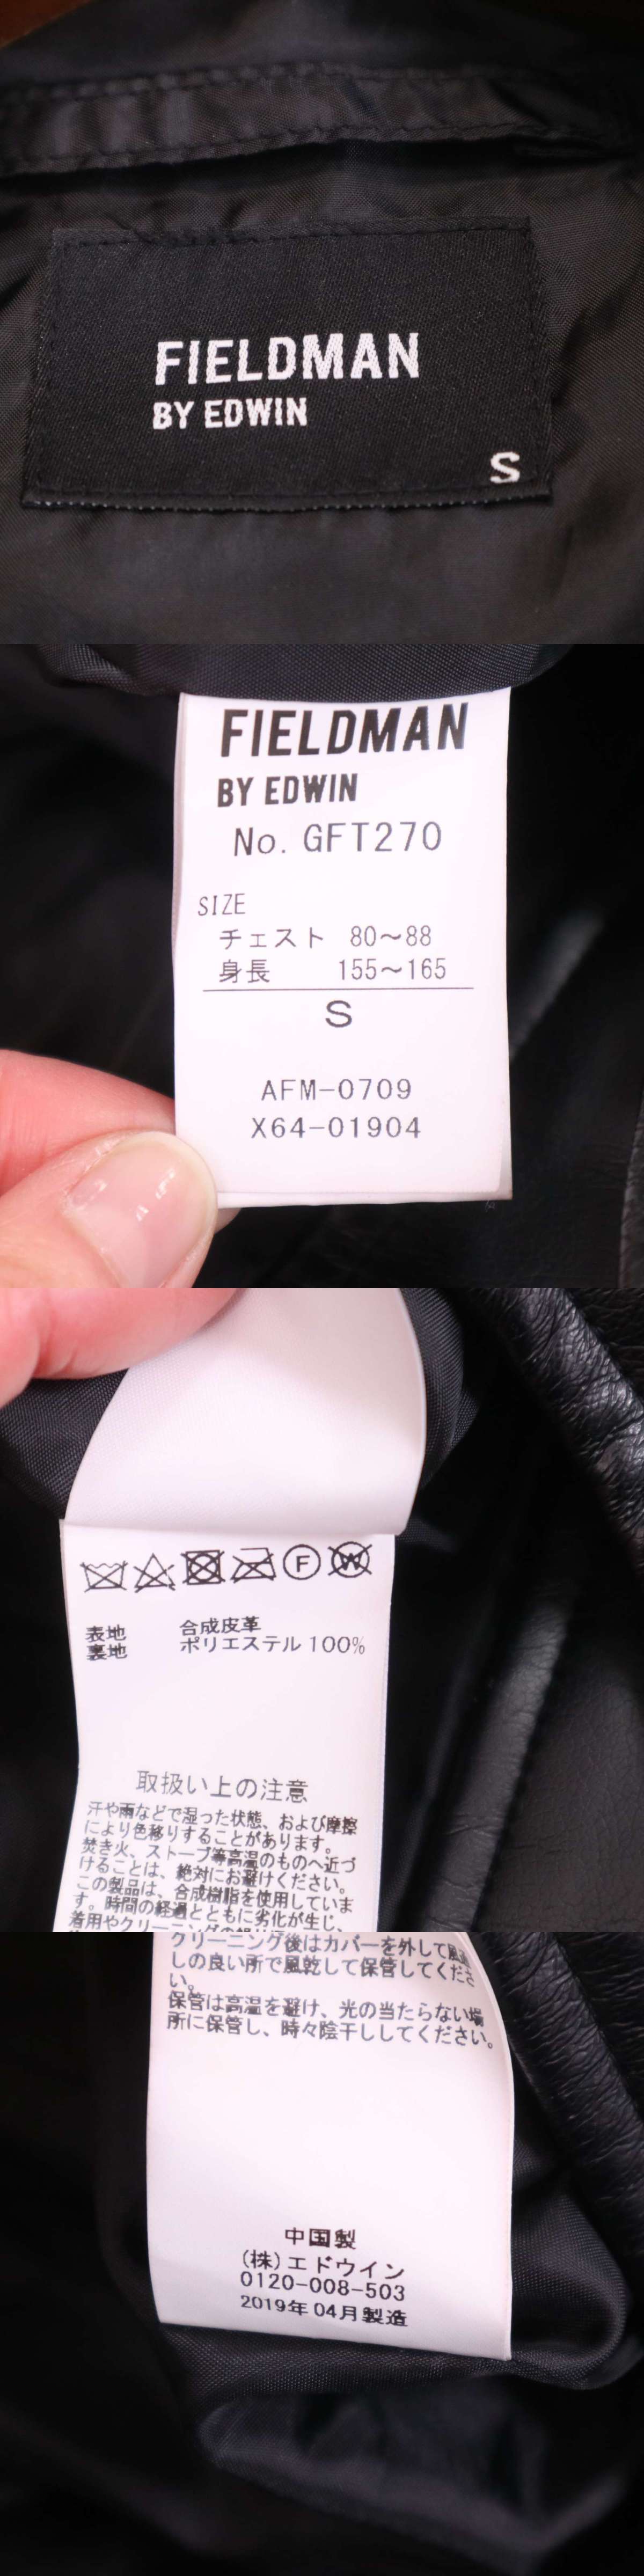 FIELDMAN
BY EDWIN
S
FIELDMAN
BY EDWIN
No. GFT270
SIZE
チェスト 80〜88
身長 155〜165
S
AFM-0709
X64-01904
F
W
表地 合成皮革
裏地 ポリエステル 100%
取扱い上の注意
汗や雨などで湿った状態、および摩擦
により色移りすることがあります。
焚き火、ストーブ等高温のものへ近づ
けることは、絶対にお避けください。
この製品は、合成樹脂を使用していま
す。時間の経過とともに劣化が生じ、
着用やクリーニングの
クリーニング後はカバーを外して風通
しの良い所で風乾して保管してくださ
い。
保管は高温を避け、光の当たらない場
所に保管し、時々陰干ししてください。
中国製
(株)エドウイン
0120-008-503
2019年 04月製造